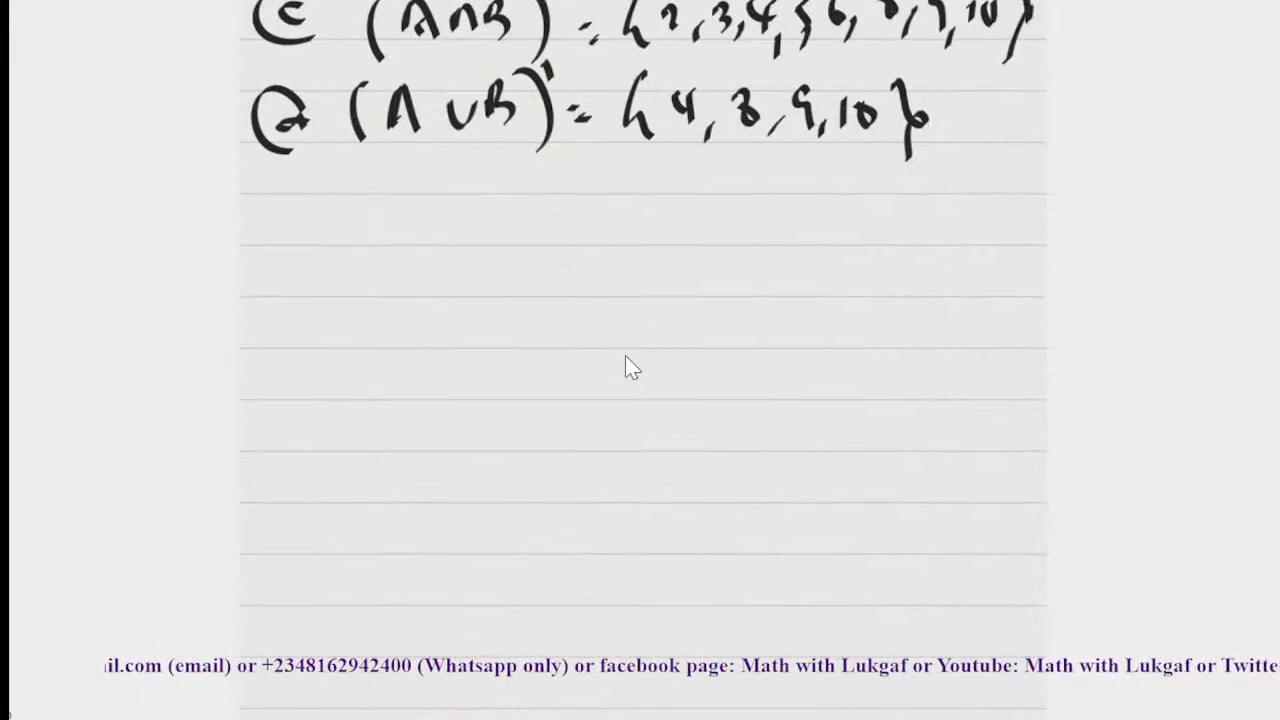 (c (A∩B) = {2,3,4,5,6,8,9,10}
(d (A∪B)' = {4,8,9,10}
il.com (email) or +2348162942400 (Whatsapp only) or facebook page: Math with Lukgaf or Youtube: Math with Lukgaf or Twitte